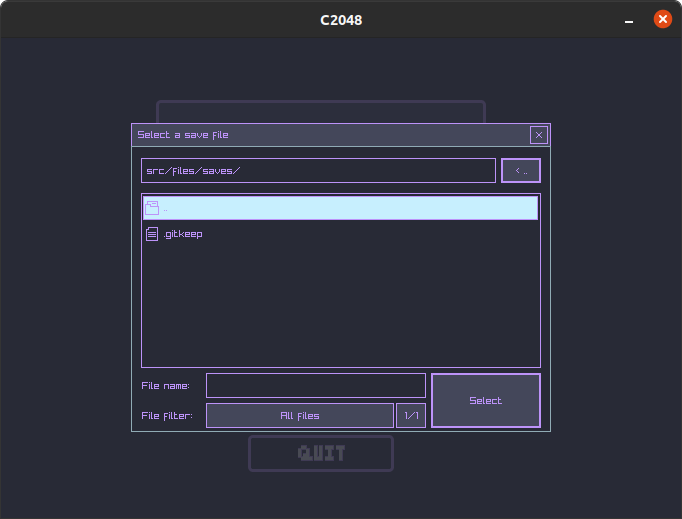 C2048
Select a save file
src/files/saves/
< ..
..
.gitkeep
File name:
Select
File filter:
All files
1/1
QUIT